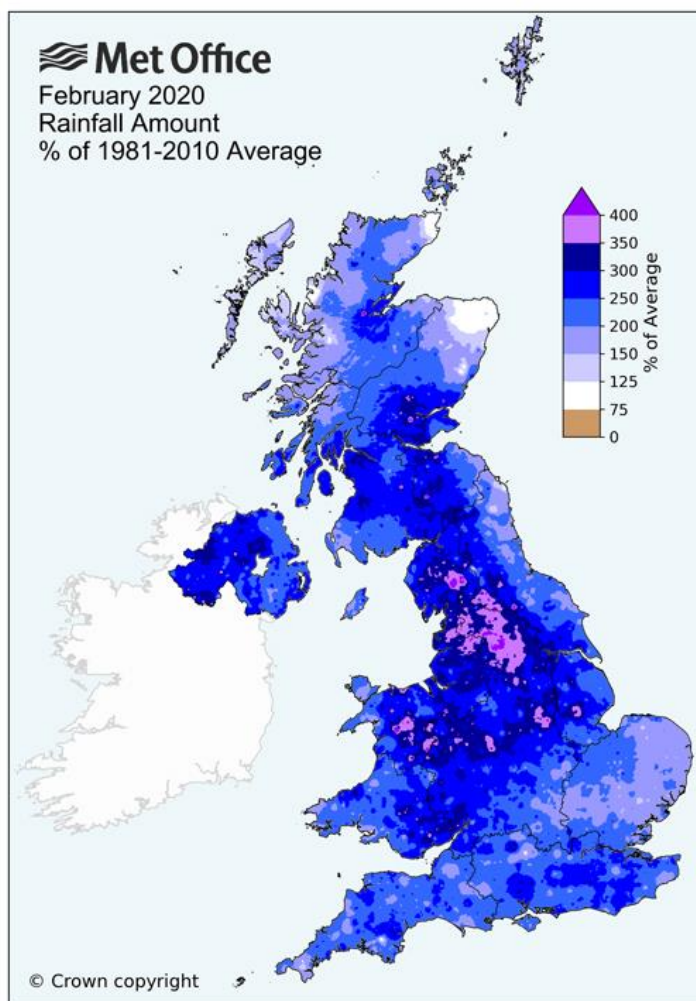 Met Office
February 2020
Rainfall Amount
% of 1981-2010 Average
400
350
300
250
200
150
125
75
0
% of Average
© Crown copyright